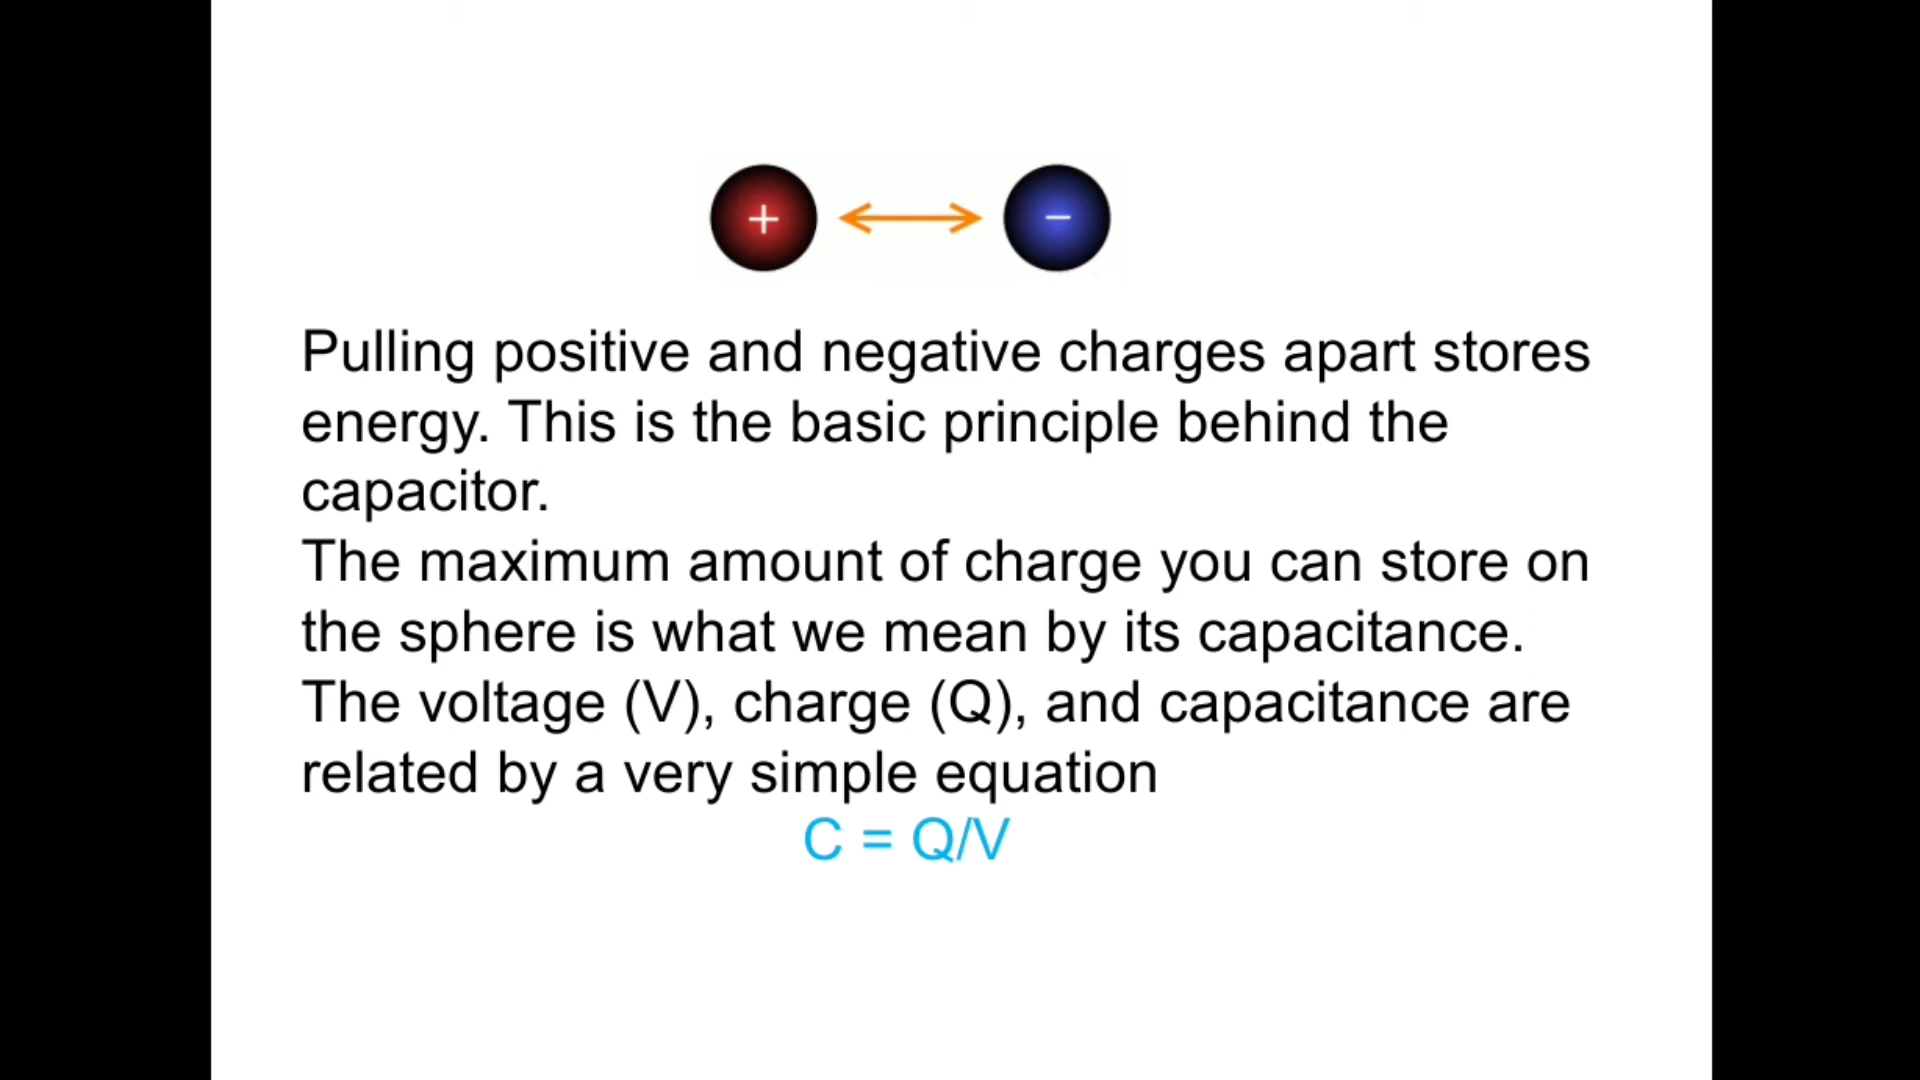 + −
Pulling positive and negative charges apart stores
energy. This is the basic principle behind the
capacitor.
The maximum amount of charge you can store on
the sphere is what we mean by its capacitance.
The voltage (V), charge (Q), and capacitance are
related by a very simple equation
C = Q/V